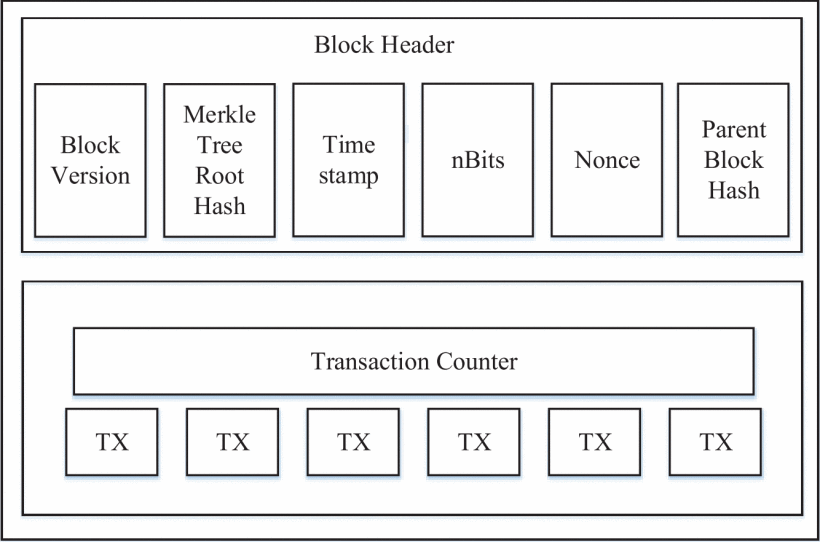 Block Header
Block
Version
Merkle
Tree
Root
Hash
Time
stamp
nBits
Nonce
Parent
Block
Hash
Transaction Counter
TX
TX
TX
TX
TX
TX